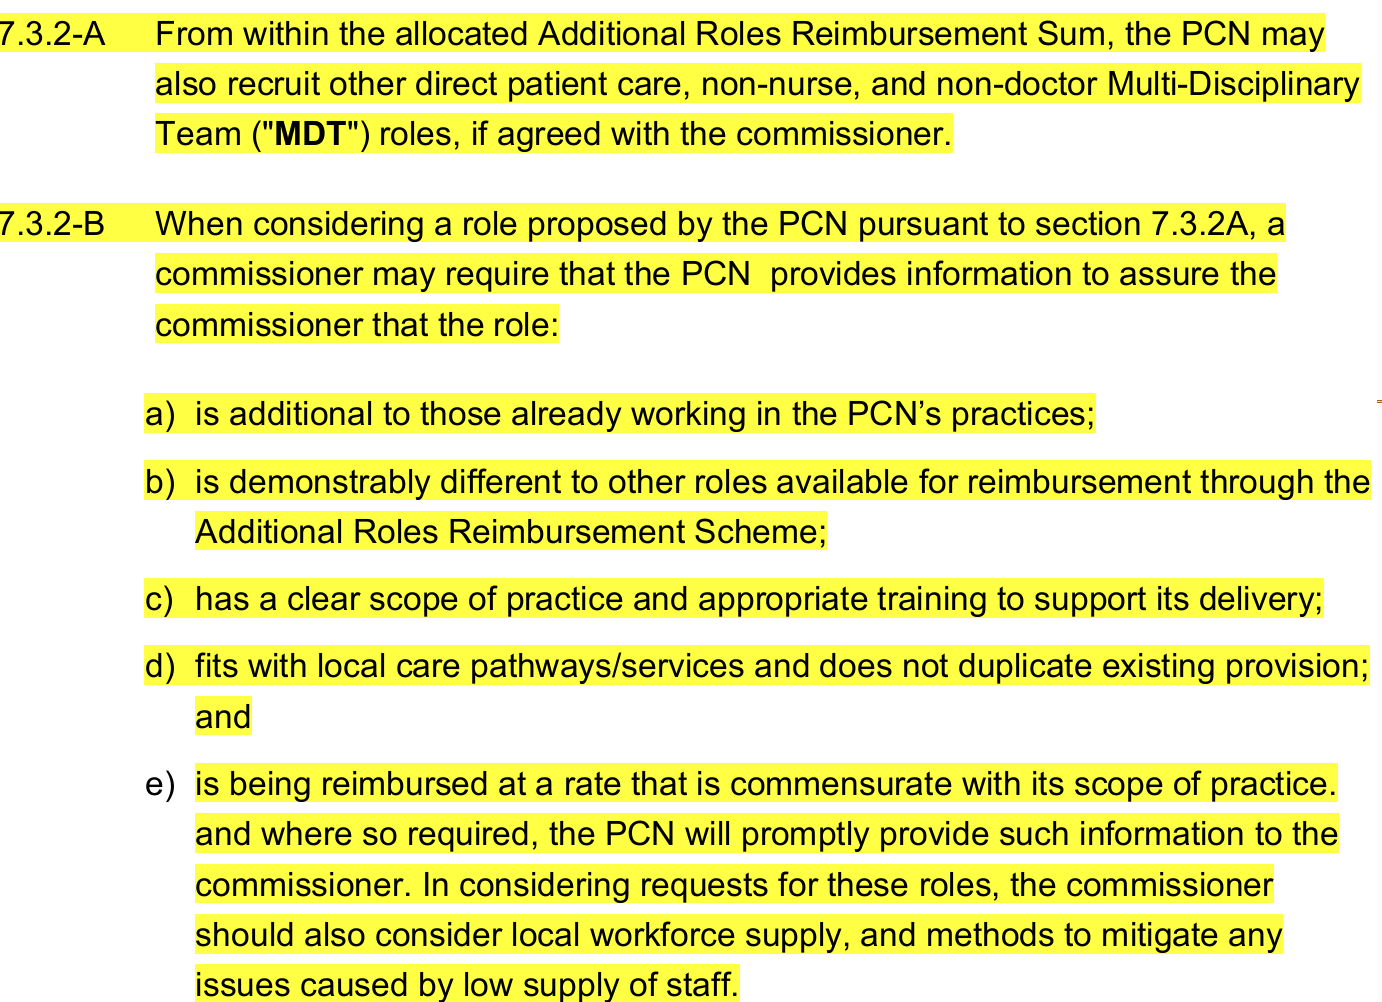 7.3.2-A From within the allocated Additional Roles Reimbursement Sum, the PCN may
also recruit other direct patient care, non-nurse, and non-doctor Multi-Disciplinary
Team ("MDT") roles, if agreed with the commissioner.
7.3.2-B When considering a role proposed by the PCN pursuant to section 7.3.2A, a
commissioner may require that the PCN  provides information to assure the
commissioner that the role:
a) is additional to those already working in the PCN’s practices;
b) is demonstrably different to other roles available for reimbursement through the
Additional Roles Reimbursement Scheme;
c) has a clear scope of practice and appropriate training to support its delivery;
d) fits with local care pathways/services and does not duplicate existing provision;
and
e) is being reimbursed at a rate that is commensurate with its scope of practice.
and where so required, the PCN will promptly provide such information to the
commissioner. In considering requests for these roles, the commissioner
should also consider local workforce supply, and methods to mitigate any
issues caused by low supply of staff.